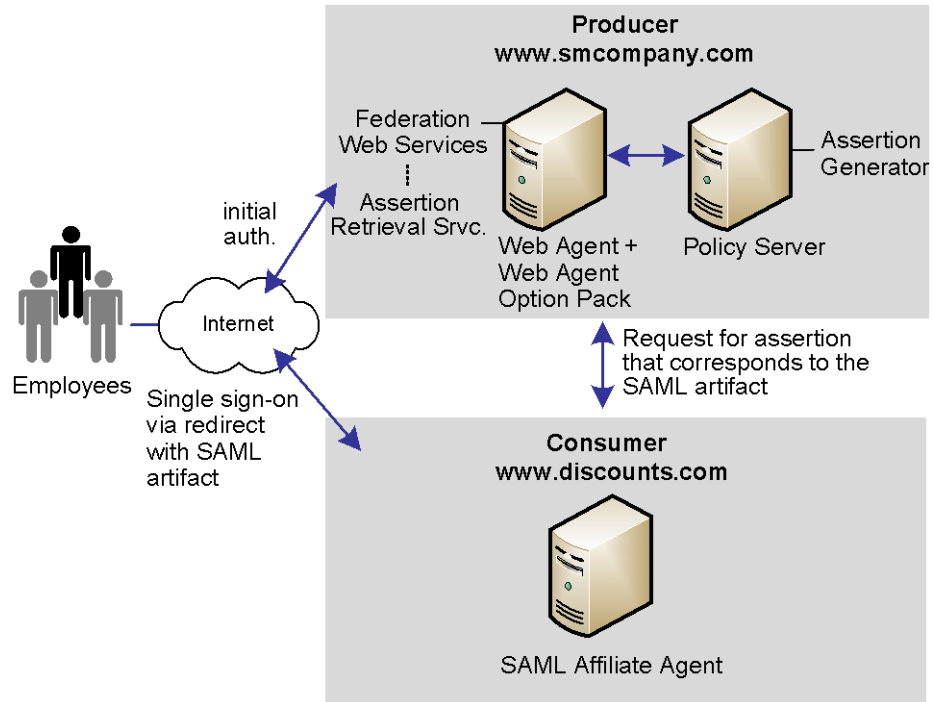 Producer
www.smcompany.com
Federation
Web Services
Assertion
Retrieval Srvc.
Assertion
Generator
Web Agent +
Web Agent
Option Pack
Policy Server
initial
auth.
Internet
Employees
Single sign-on
via redirect
with SAML
artifact
Request for assertion
that corresponds to the
SAML artifact
Consumer
www.discounts.com
SAML Affiliate Agent